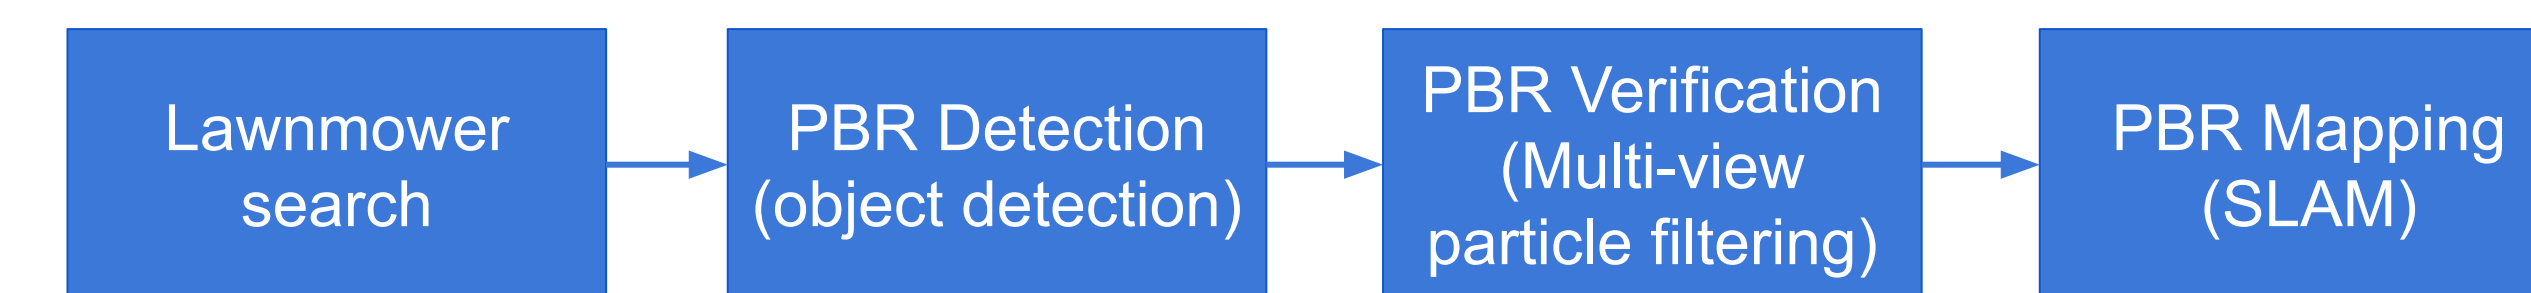 Lawnmower
search
PBR Detection
(object detection)
PBR Verification
(Multi-view
particle filtering)
PBR Mapping
(SLAM)